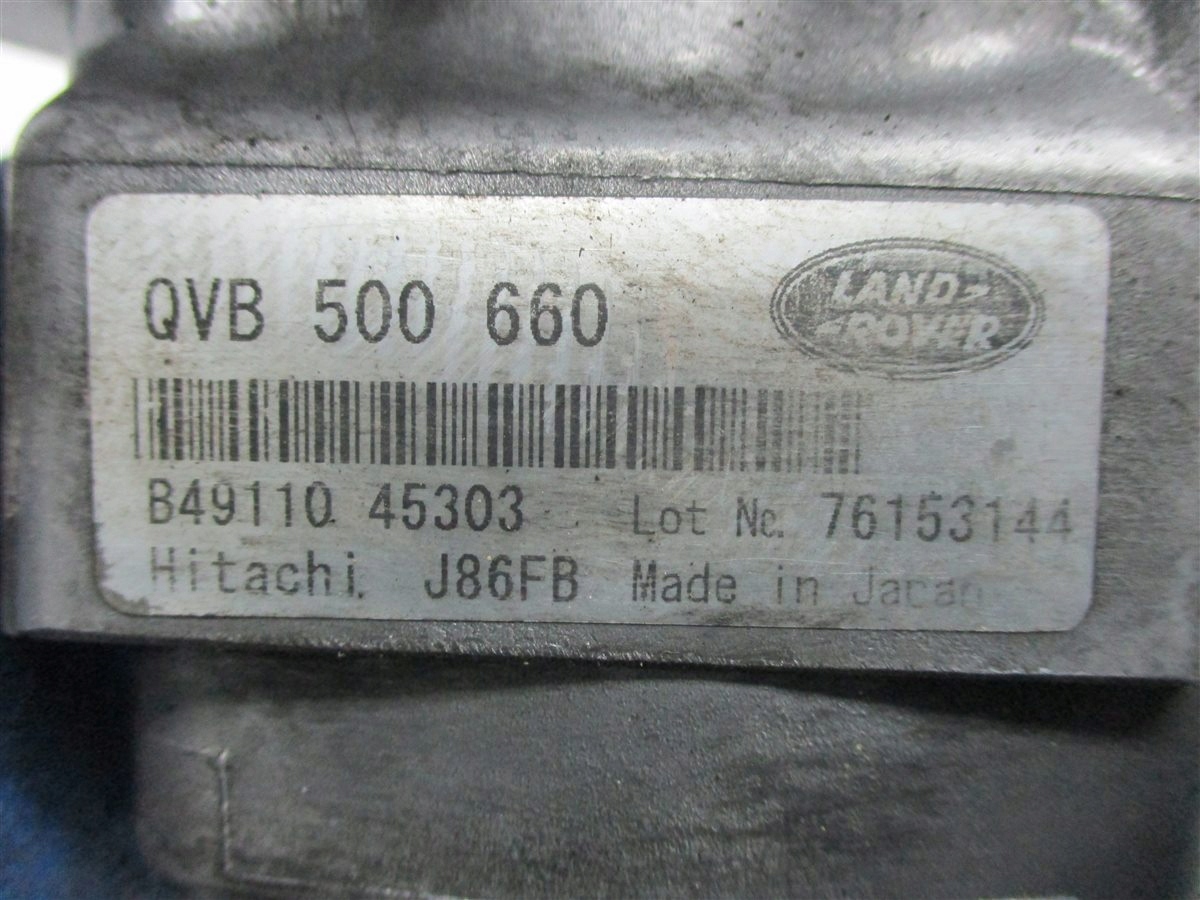 QVB 500 660
LAND
ROVER
B49110 45303 Lot No. 76153144
Hitachi. J86FB Made in Japan